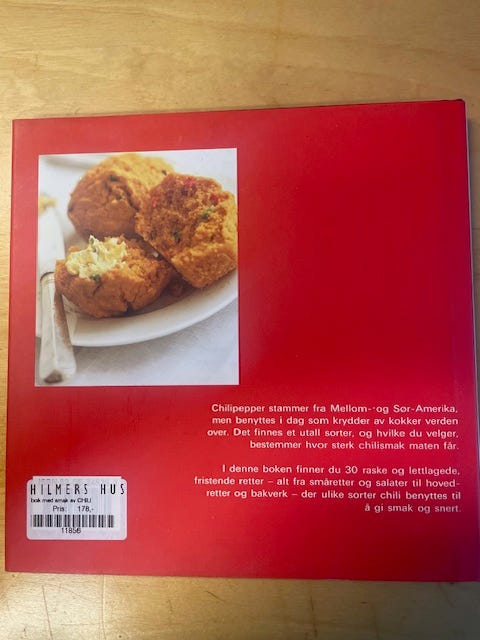 Chilipepper stammer fra Mellom- og Sør-Amerika,
men benyttes i dag som krydder av kokker verden
over. Det finnes et utall sorter, og hvilke du velger,
bestemmer hvor sterk chilismak maten får.
I denne boken finner du 30 raske og lettlagede,
fristende retter – alt fra småretter og salater til hoved-
retter og bakverk – der ulike sorter chili benyttes til
å gi smak og snert.
HILMERS HUS
bok med smak av CHILI
Pris: 178,-
11856